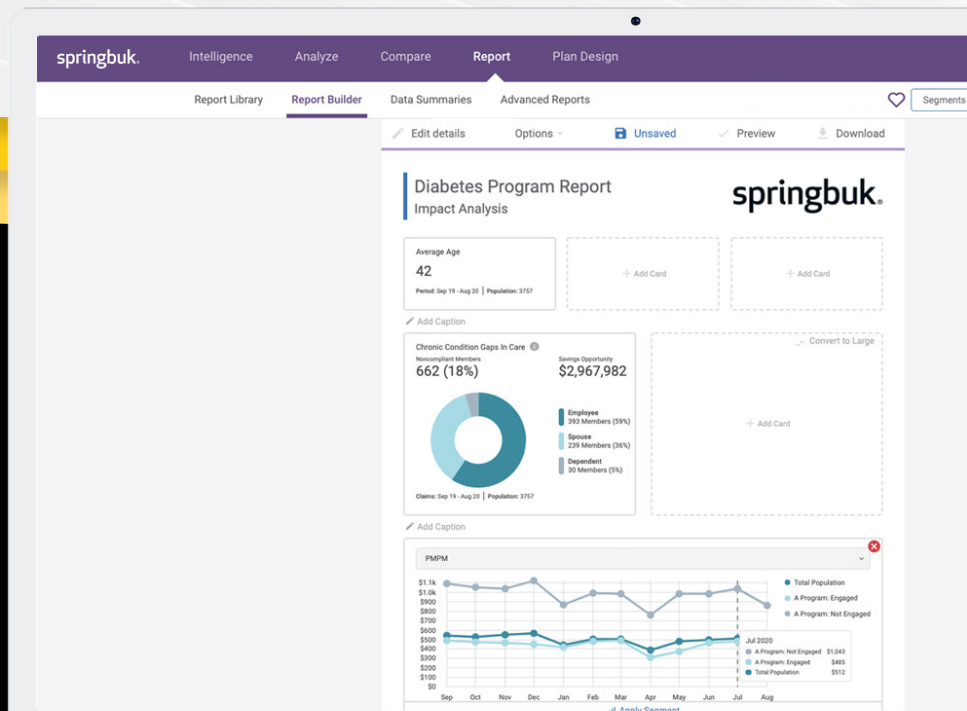 springbuk.
Intelligence
Analyze
Compare
Report
Plan Design
Report Library
Report Builder
Data Summaries
Advanced Reports
Segments
Edit details
Options
Unsaved
Preview
Download
Diabetes Program Report
Impact Analysis
springbuk.
Average Age
42
Period: Sep 19 - Aug 20 | Population: 3757
+ Add Card
+ Add Card
Add Caption
Chronic Condition Gaps In Care
Noncompliant Members
662 (18%)
Savings Opportunity
$2,967,982
Employee
393 Members (59%)
Spouse
239 Members (36%)
Dependent
30 Members (5%)
Claims: Sep 19 - Aug 20 | Population: 3757
Convert to Large
+ Add Card
Add Caption
PMPM
$1.1k
$1.0k
$900
$800
$700
$600
$500
$400
$300
$200
$100
$0
Sep Oct Nov Dec Jan Feb Mar Apr May Jun Jul Aug
Total Population
A Program: Engaged
A Program: Not Engaged
Jul 2020
A Program: Not Engaged $1,043
A Program: Engaged $485
Total Population $512
Apply Segment